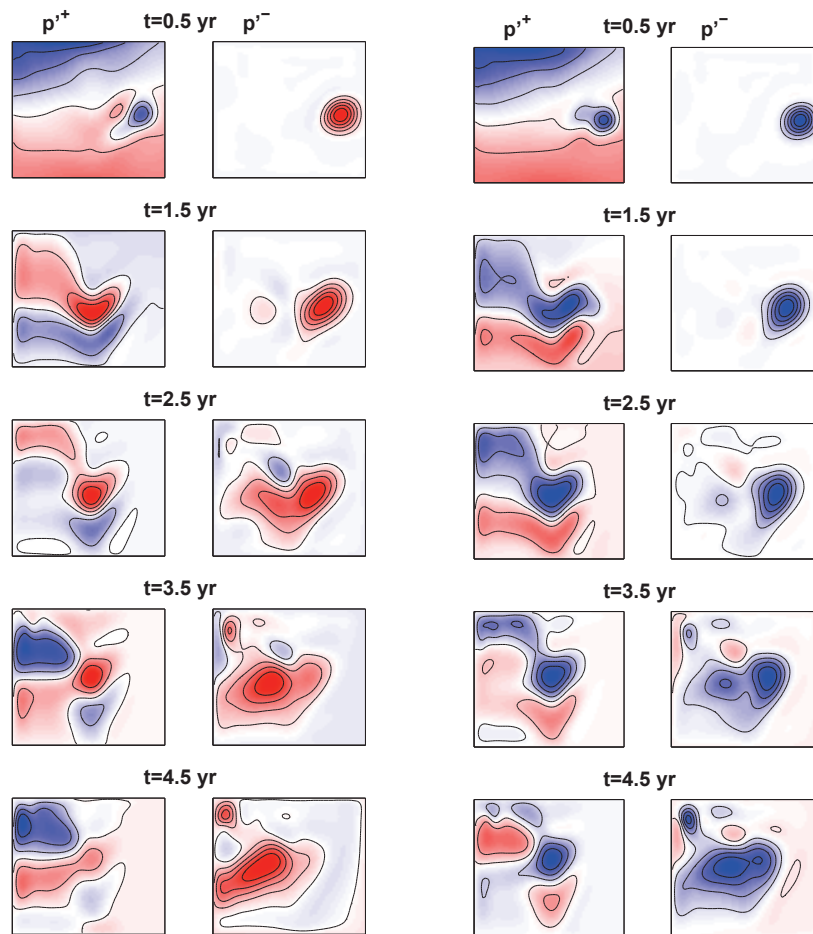 p'+ t=0.5 yr p'− p'+ t=0.5 yr p'−
t=1.5 yr t=1.5 yr
t=2.5 yr t=2.5 yr
t=3.5 yr t=3.5 yr
t=4.5 yr t=4.5 yr